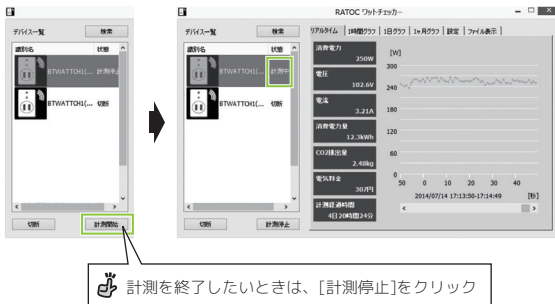 デバイス一覧
検索
識別名 状態
BTWATTCH1(... 計測停止
BTWATTCH1(... 切断
切断
計測開始
RATOC ワットチェッカー
デバイス一覧
検索
識別名 状態
BTWATTCH1(... 計測中
BTWATTCH1(... 切断
切断
計測停止
リアルタイム 1時間グラフ 1日グラフ 1ヶ月グラフ 設定 ファイル表示
消費電力
250W
電圧
102.6V
電流
3.21A
消費電力量
12.3kWh
CO2排出量
2.48kg
電気料金
307円
計測経過時間
4日20時間24分
[W]
300
240
180
120
60
0
50 0 10 20 30 40
2014/07/14 17:13:50-17:14:49 [秒]
計測を終了したいときは、[計測停止]をクリック